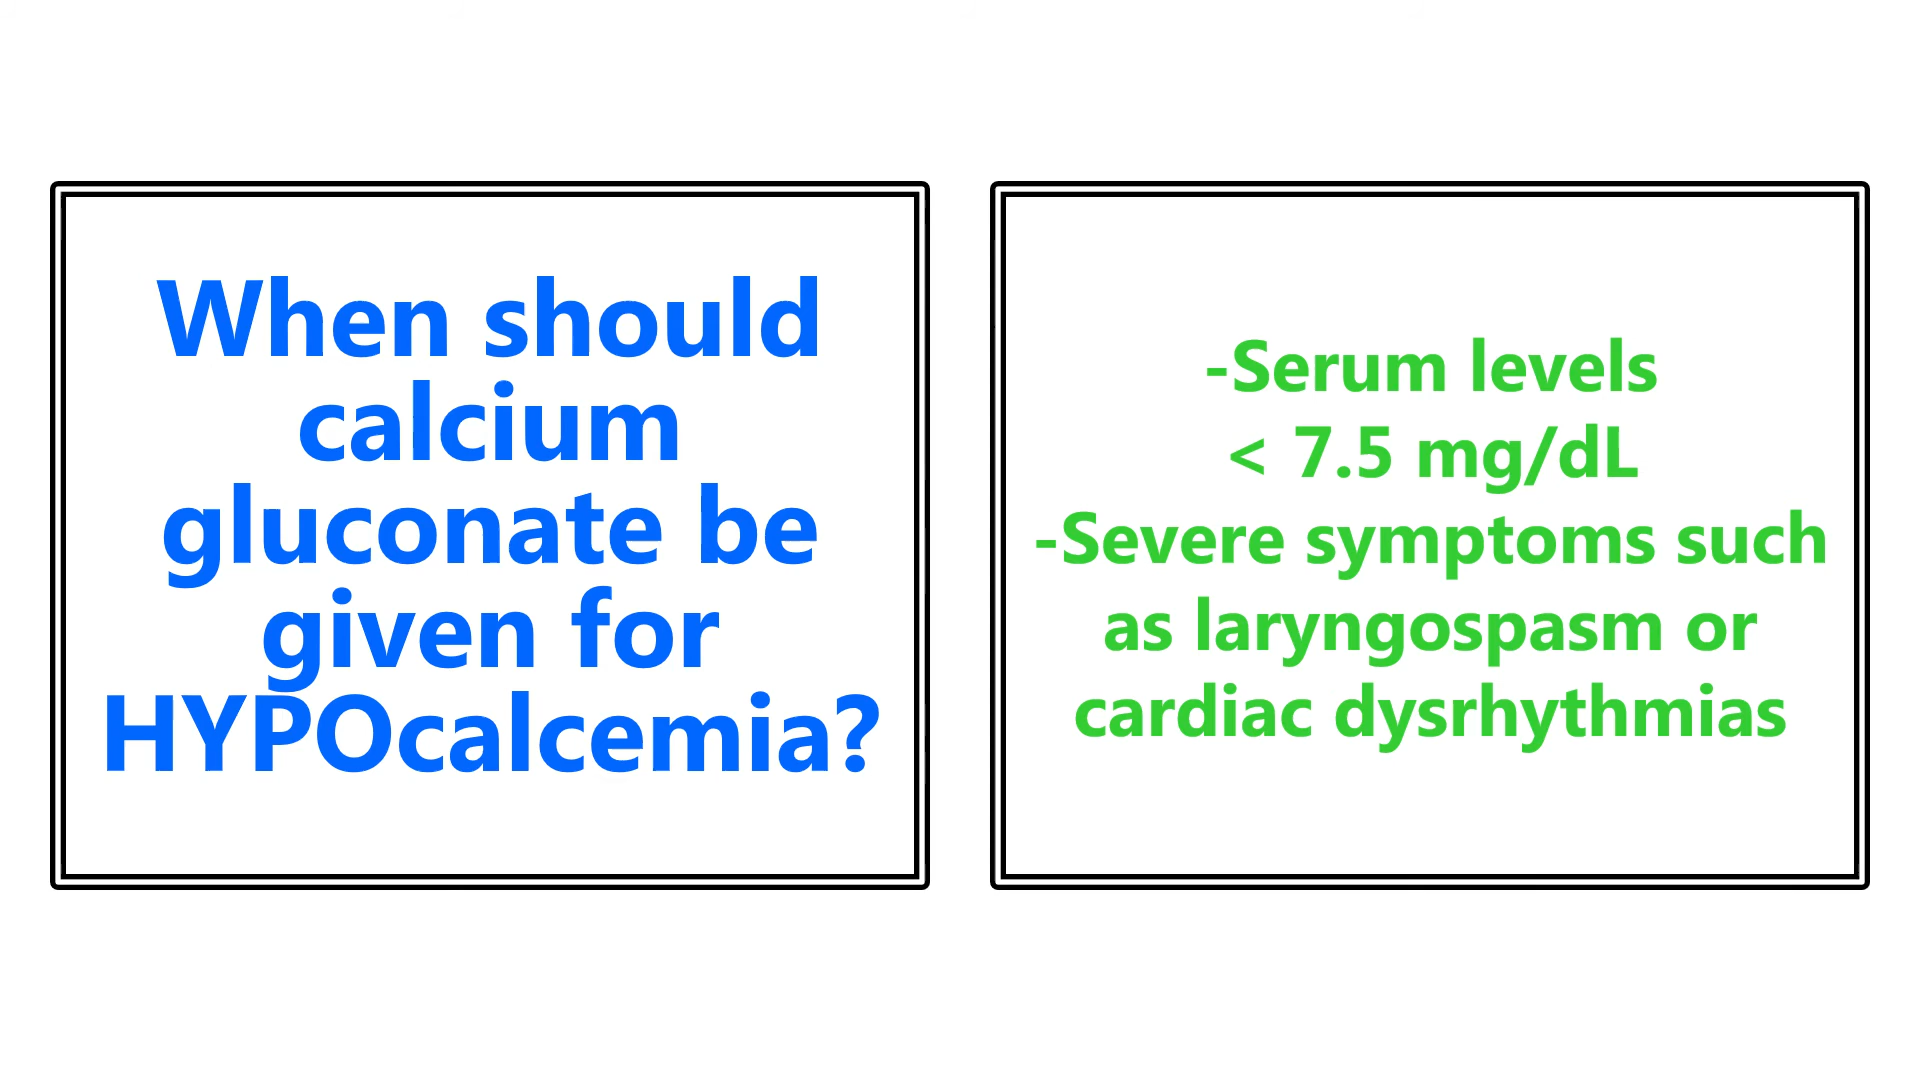 When should
calcium
gluconate be
given for
HYPOcalcemia?
-Serum levels
< 7.5 mg/dL
-Severe symptoms such
as laryngospasm or
cardiac dysrhythmias